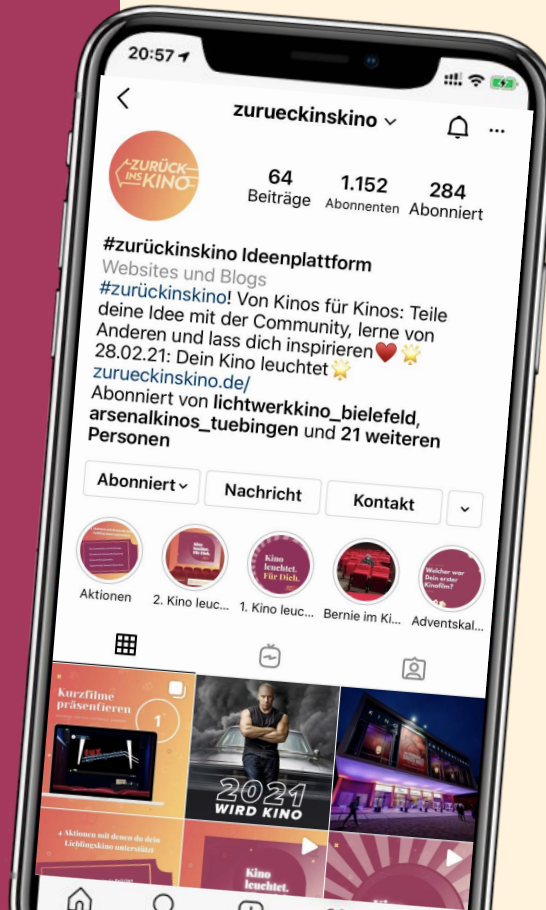 20:57
zurueckinskino
ZURÜCK
INS KINO
64 1.152 284
Beiträge Abonnenten Abonniert
#zurückinskino Ideenplattform
Websites und Blogs
#zurückinskino! Von Kinos für Kinos: Teile
deine Idee mit der Community, lerne von
Anderen und lass dich inspirieren❤️🌟
28.02.21: Dein Kino leuchtet🌟
zurueckinskino.de/
Abonniert von lichtwerkkino_bielefeld,
arsenalkinos_tuebingen und 21 weiteren
Personen
Abonniert Nachricht Kontakt
Kino
leuchtet.
Für Dich.
Welcher war
Dein erster
Kinofilm?
Aktionen 2. Kino leuc... 1. Kino leuc... Bernie im Ki... Adventskal...
Kurzfilme
präsentieren
1
2021
WIRD KINO
4 Aktionen mit denen du dein
Lieblingskino unterstützt
Kino
leuchtet.